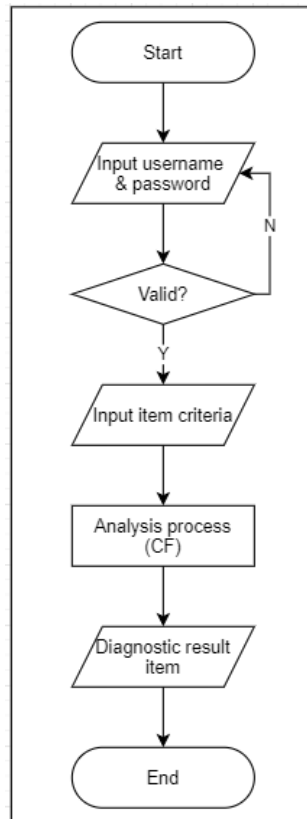 Start
Input username
& password
N
Valid?
Y
Input item criteria
Analysis process
(CF)
Diagnostic result
item
End